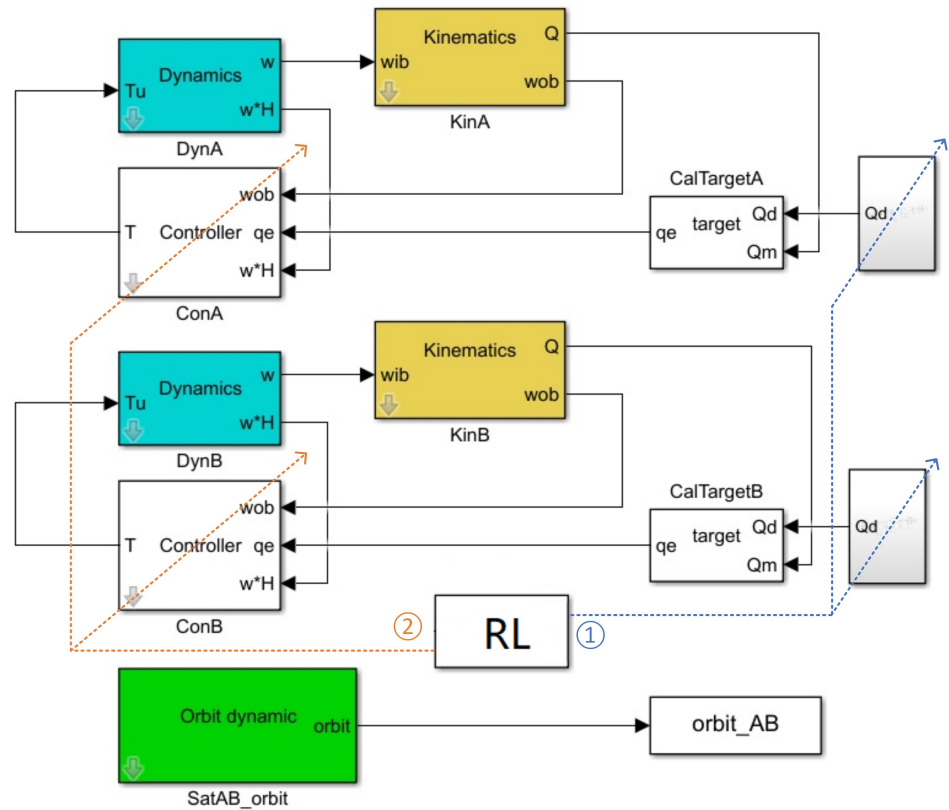 Kinematics
Q
w
wib
Dynamics
wob
Tu
w*H
KinA
DynA
CalTargetA
wob
Qd
Qd
T
Controller
qe
qe
target
w*H
Qm
ConA
Kinematics
Q
w
wib
Dynamics
wob
Tu
w*H
KinB
DynB
CalTargetB
wob
Qd
Qd
T
Controller
qe
qe
target
w*H
Qm
ConB
②
RL
①
Orbit dynamic
orbit
orbit_AB
SatAB_orbit